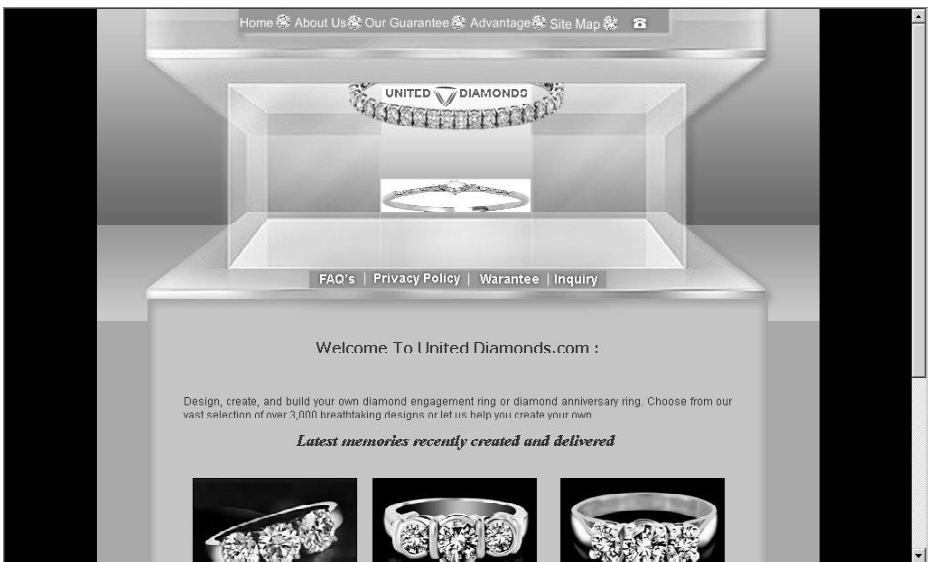 Home About Us Our Guarantee Advantage Site Map
UNITED DIAMONDS
FAQ's | Privacy Policy | Warantee | Inquiry
Welcome To United Diamonds.com :
Design, create, and build your own diamond engagement ring or diamond anniversary ring. Choose from our
vast selection of over 3,000 breathtaking designs or let us help you create your own
Latest memories recently created and delivered